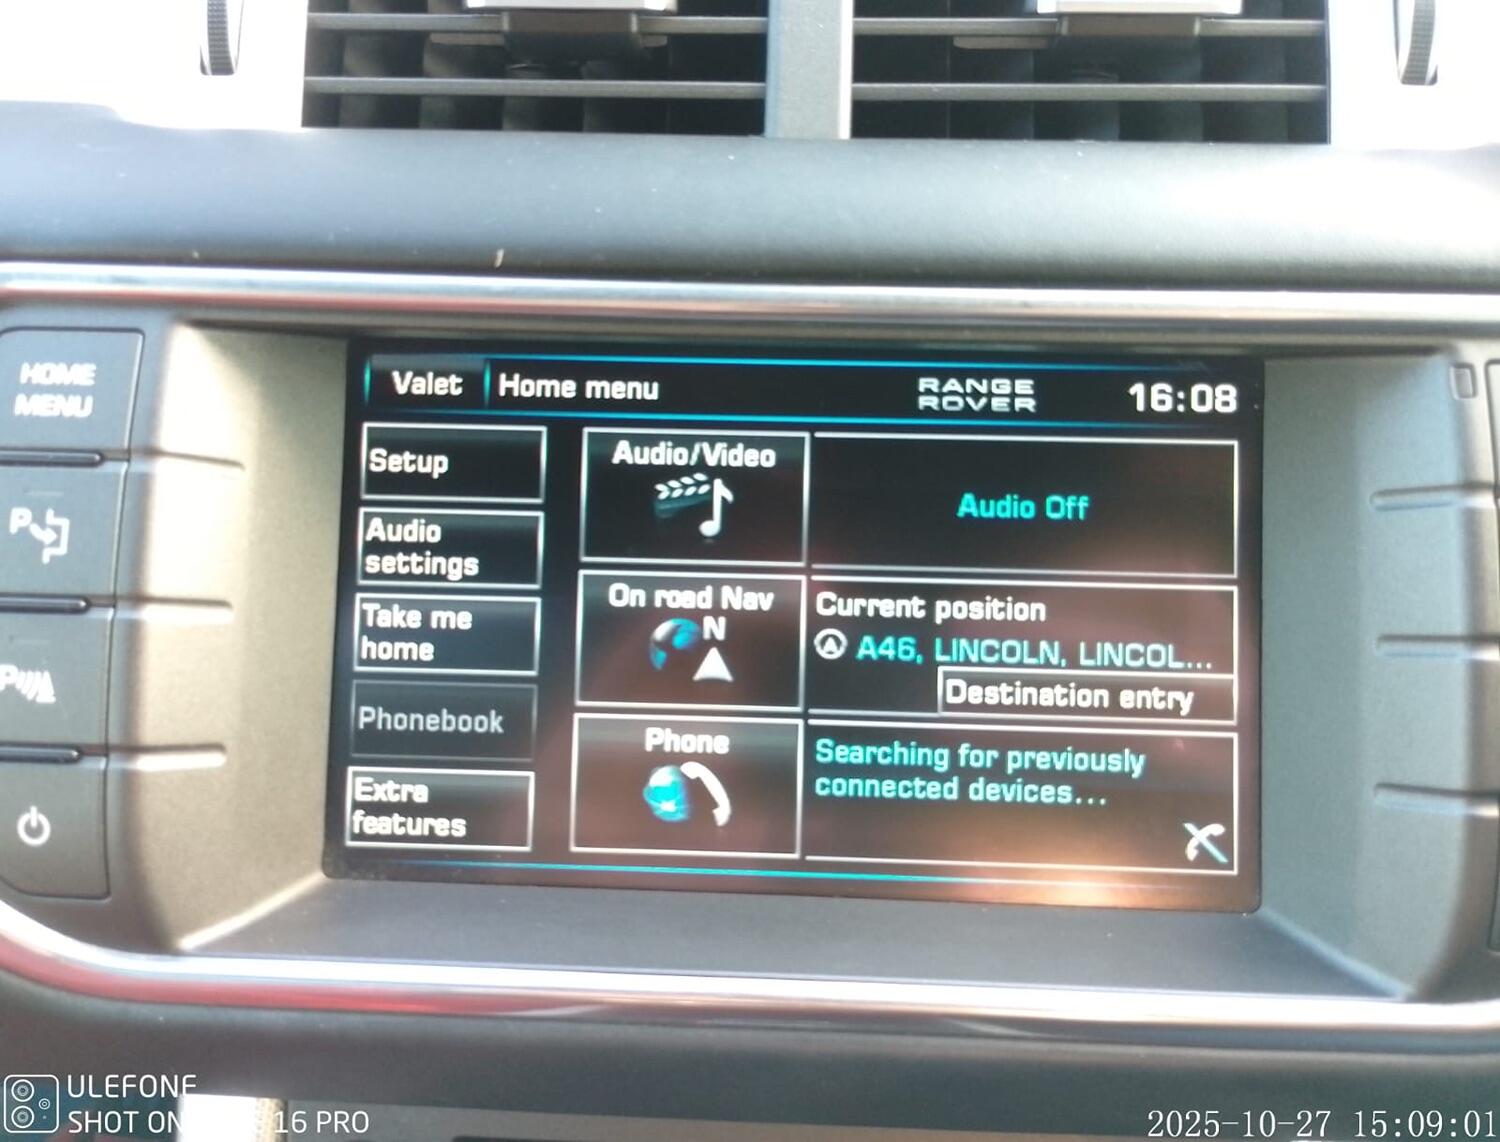 HOME
MENU
P
P
Valet
Home menu
RANGE
ROVER
16:08
Setup
Audio
settings
Take me
home
Phonebook
Extra
features
Audio/Video
Audio Off
On road Nav
N
Current position
A46, LINCOLN, LINCOL...
Destination entry
Phone
Searching for previously
connected devices...
ULEFONE
SHOT ON
16 PRO
2025-10-27 15:09:01